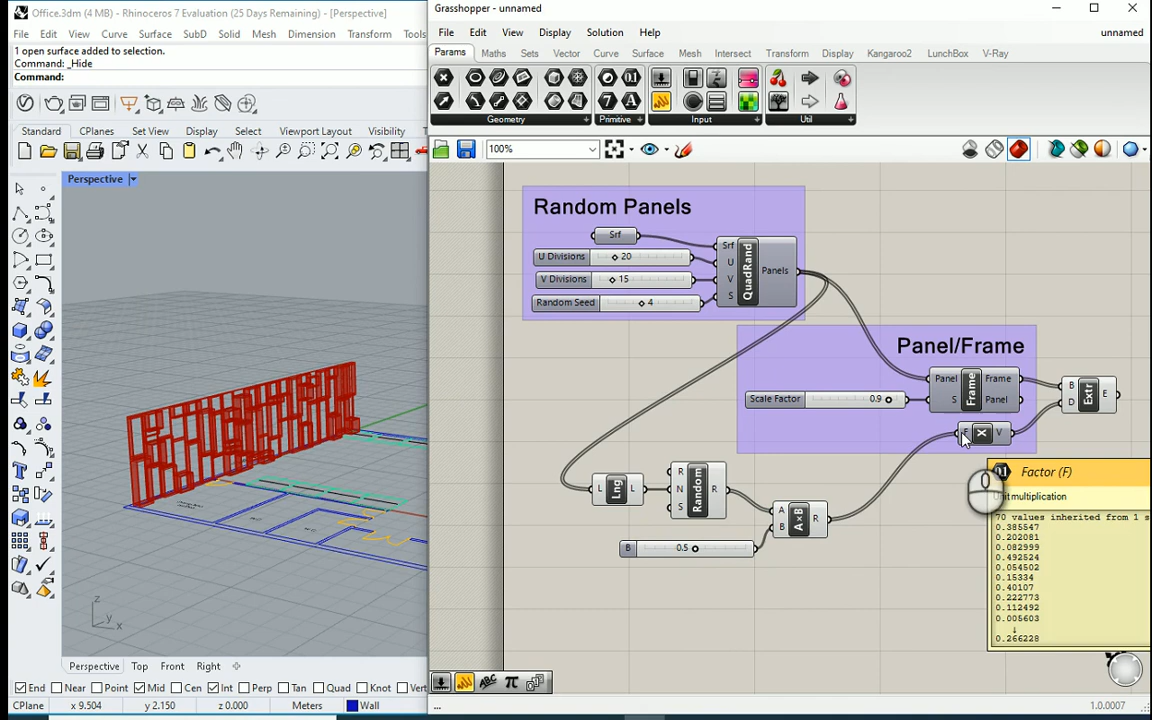 Office.3dm (4 MB) - Rhinoceros 7 Evaluation (25 Days Remaining) - [Perspective]
File Edit View Curve Surface SubD Solid Mesh Dimension Transform Tools
1 open surface added to selection.
Command: _Hide
Command:
Standard CPlanes Set View Display Select Viewport Layout Visibility
Perspective
z
y
x
Perspective Top Front Right
End Near Point Mid Cen Int Perp Tan Quad Knot Vert
CPlane x 9.504 y 2.150 z 0.000 Meters Wall
Grasshopper - unnamed
File Edit View Display Solution Help unnamed
Params Maths Sets Vector Curve Surface Mesh Intersect Transform Display Kangaroo2 LunchBox V-Ray
Geometry Primitive Input Util
100%
Random Panels
Srf
U Divisions 20
V Divisions 15
Random Seed 4
Srf
U
V
S
QuadRand
Panels
Panel/Frame
Scale Factor 0.9
Panel
S
Frame
Frame
Panel
B
D
Extr
E
F X V
L Lng L
R
N
S
Random
R
A
B
A×B
R
B 0.5
01 Factor (F)
Unit multiplication
70 values inherited from 1 s
0.385547
0.202081
0.082999
0.492524
0.054502
0.15334
0.40107
0.222773
0.112492
0.005603
↓
0.266228
...
1.0.0007